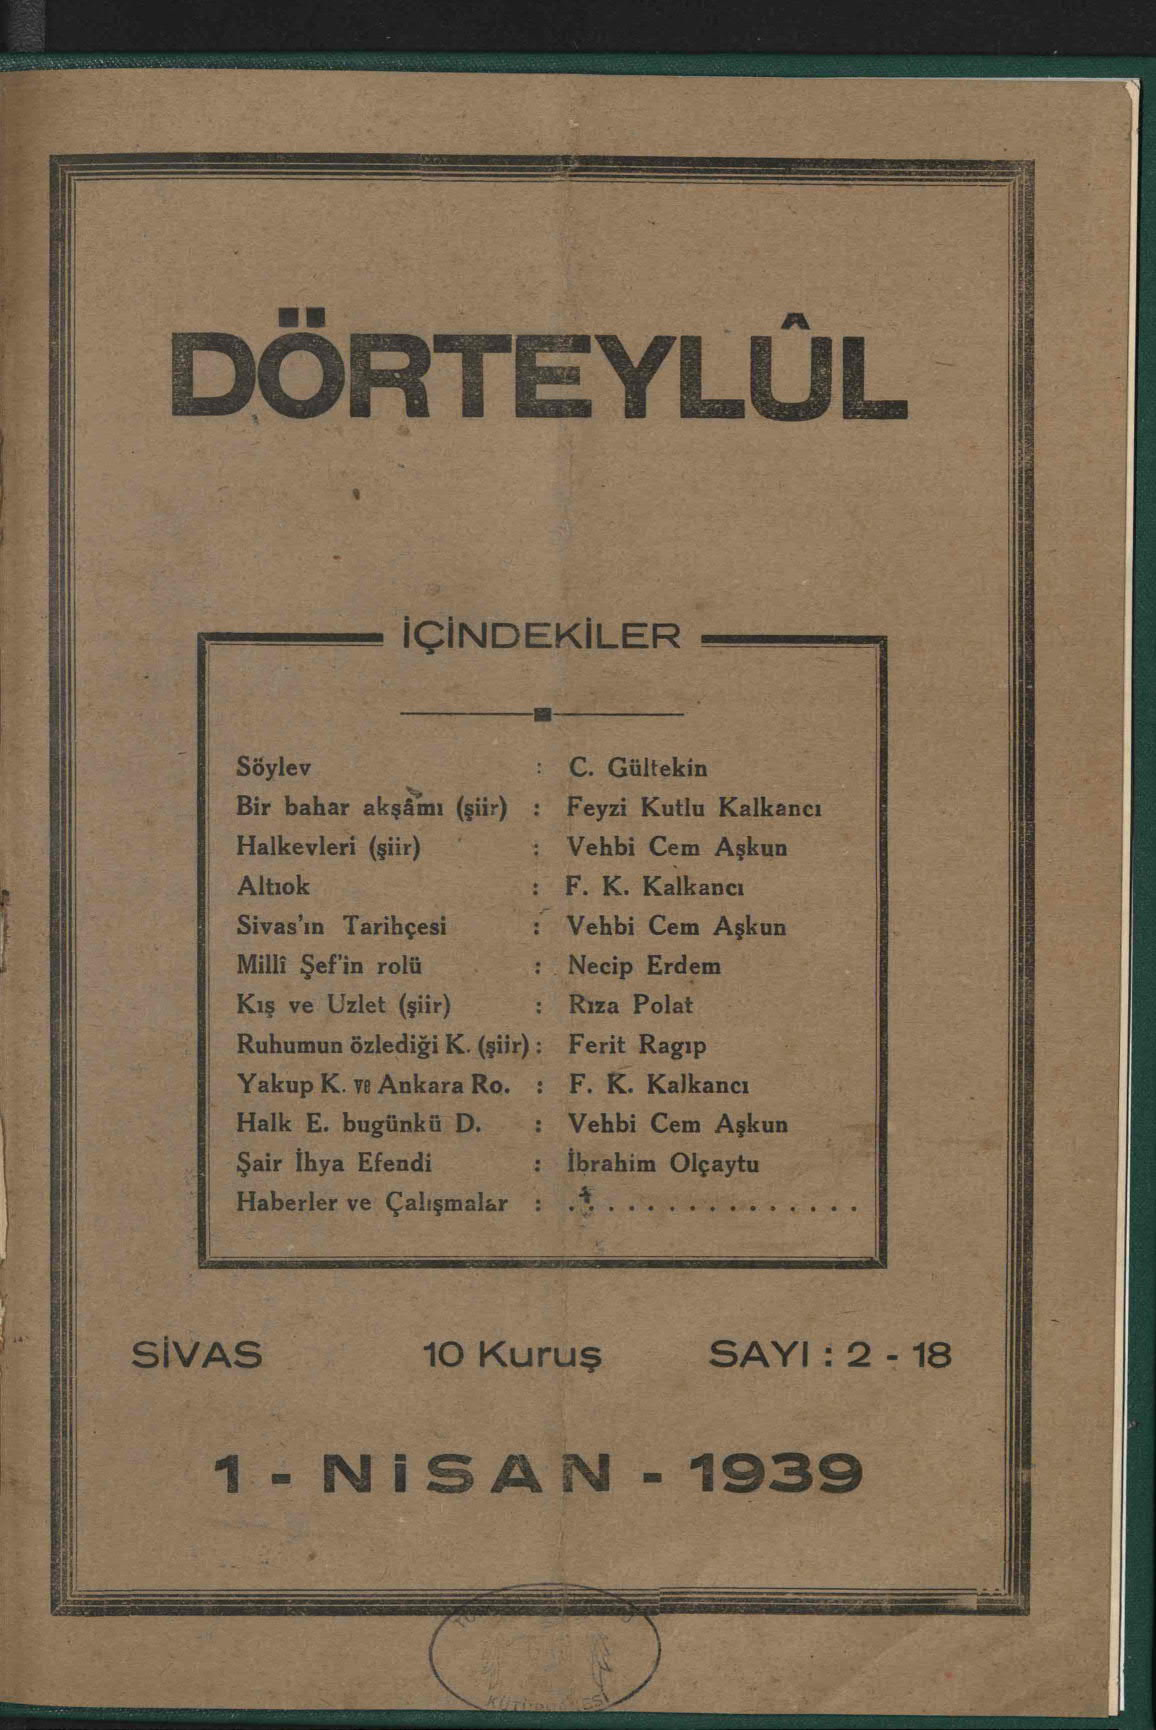 DÖRTEYLÛL
İÇİNDEKİLER
Söylev : C. Gültekin
Bir bahar akşâmı (şiir) : Feyzi Kutlu Kalkancı
Halkevleri (şiir) : Vehbi Cem Aşkun
Altıok : F. K. Kalkancı
Sivas'ın Tarihçesi : Vehbi Cem Aşkun
Millî Şef'in rolü : Necip Erdem
Kış ve Uzlet (şiir) : Rıza Polat
Ruhumun özlediği K. (şiir) : Ferit Ragıp
Yakup K. ve Ankara Ro. : F. K. Kalkancı
Halk E. bugünkü D. : Vehbi Cem Aşkun
Şair İhya Efendi : İbrahim Olçaytu
Haberler ve Çalışmalar : . . . . . . . . . . . . . . .
SİVAS 10 Kuruş SAYI : 2 - 18
1 - NİSAN - 1939